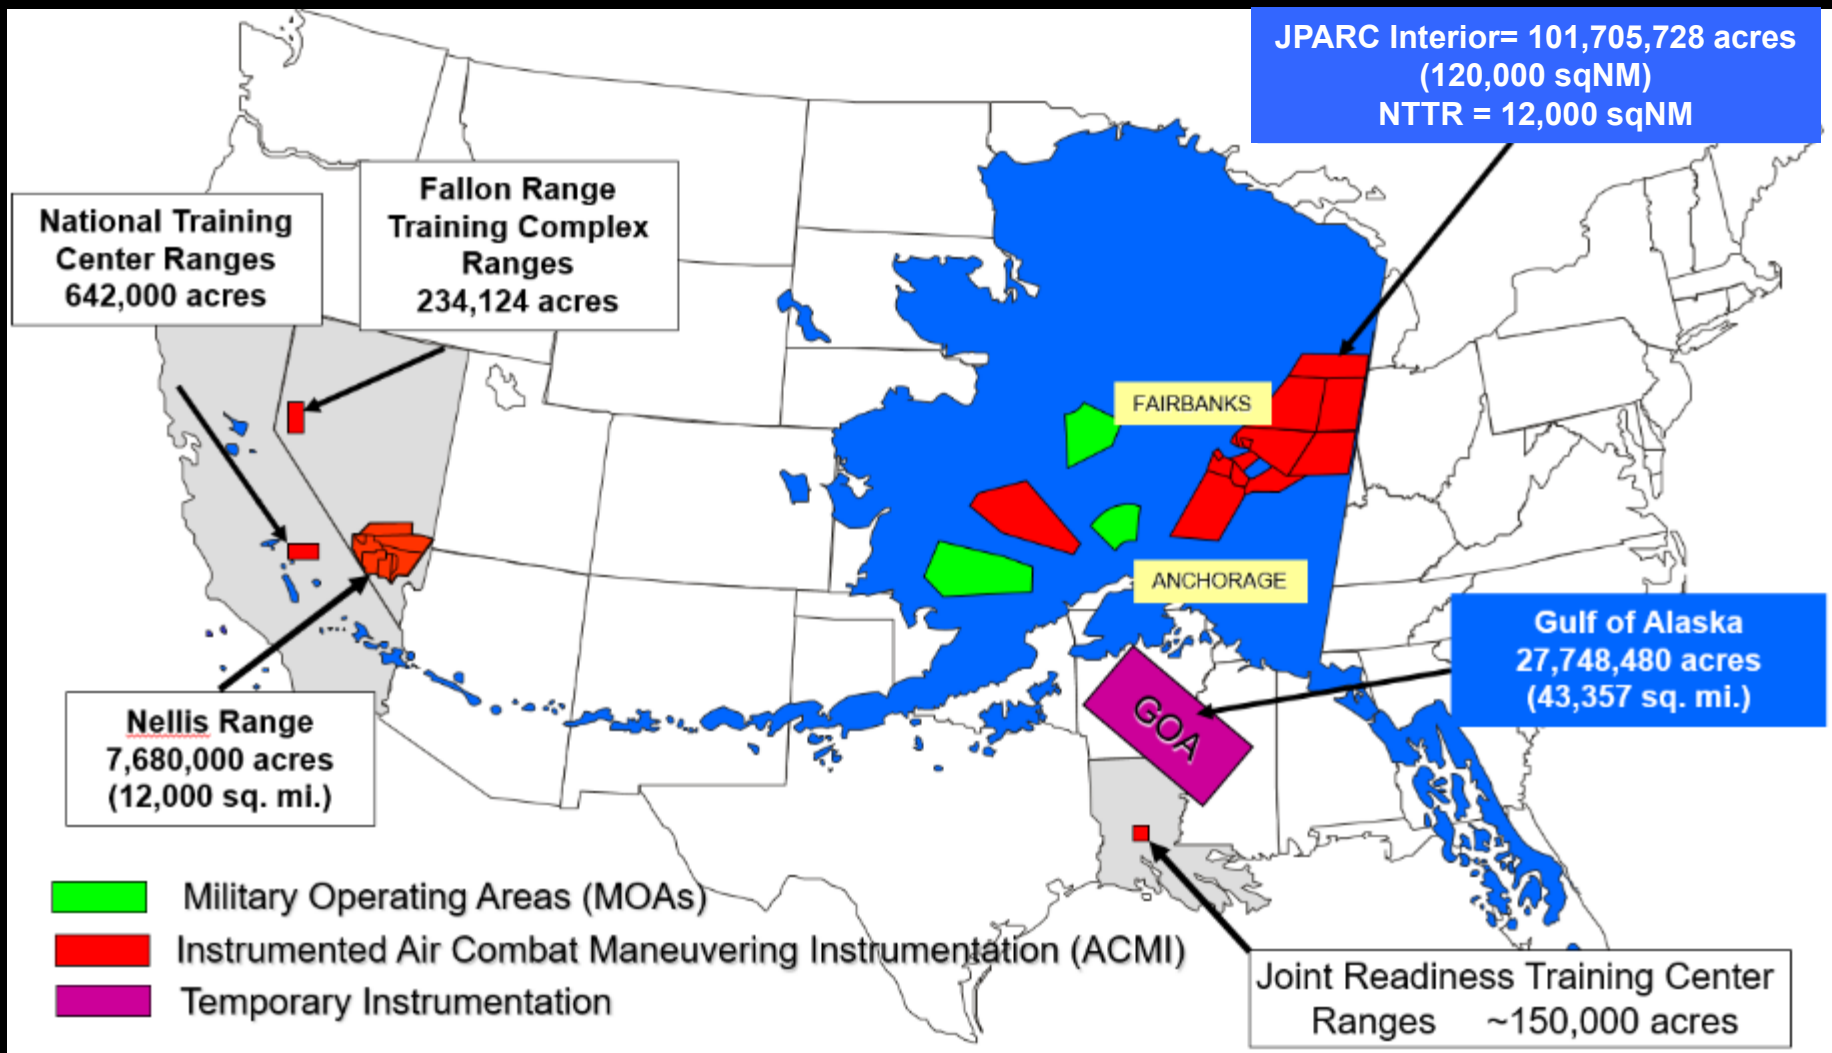 JPARC Interior= 101,705,728 acres
(120,000 sqNM)
NTTR = 12,000 sqNM
Fallon Range
Training Complex
Ranges
234,124 acres
National Training
Center Ranges
642,000 acres
FAIRBANKS
ANCHORAGE
Gulf of Alaska
27,748,480 acres
(43,357 sq. mi.)
GOA
Nellis Range
7,680,000 acres
(12,000 sq. mi.)
Military Operating Areas (MOAs)
Instrumented Air Combat Maneuvering Instrumentation (ACMI)
Temporary Instrumentation
Joint Readiness Training Center
Ranges ~150,000 acres